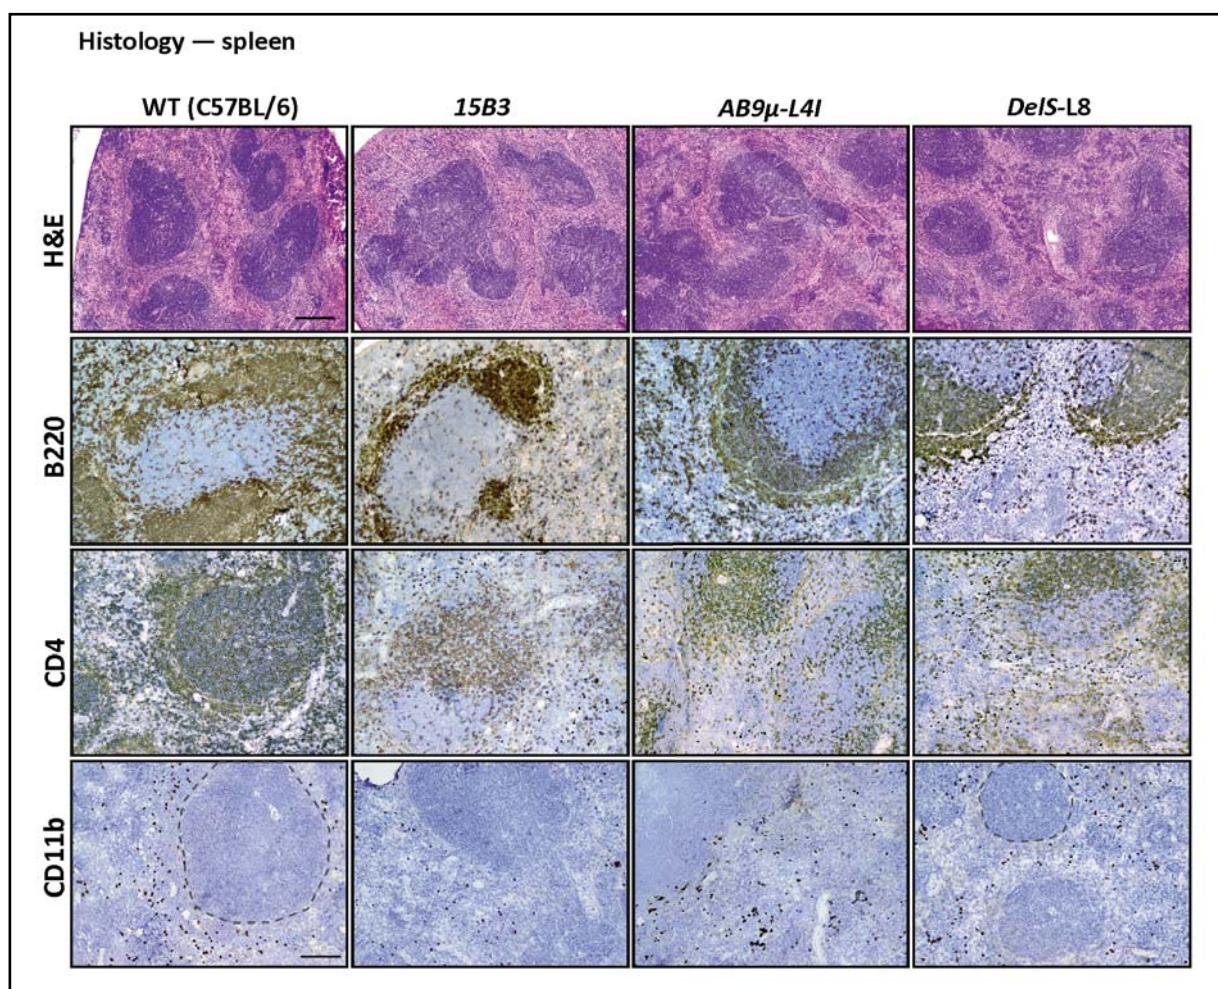 Histology — spleen
WT (C57BL/6) 15B3 AB9μ-L4I DelS-L8
H&E
B220
CD4
CD11b